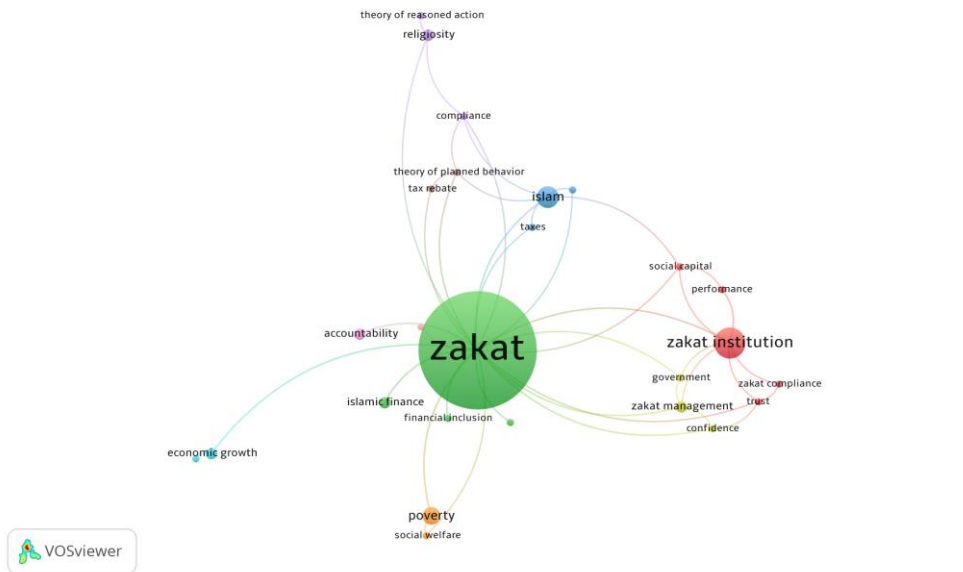 theory of reasoned action
religiosity
compliance
theory of planned behavior
tax rebate
islam
taxes
social capital
performance
accountability
zakat
zakat institution
government
zakat compliance
islamic finance
zakat management
trust
financial inclusion
confidence
economic growth
poverty
social welfare
VOSviewer